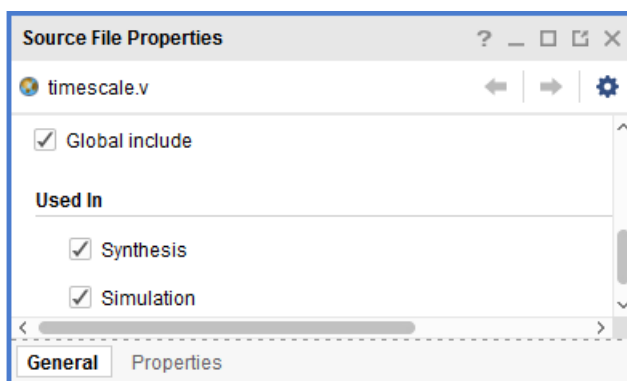 Source File Properties ?
timescale.v
Global include
Used In
Synthesis
Simulation
General Properties